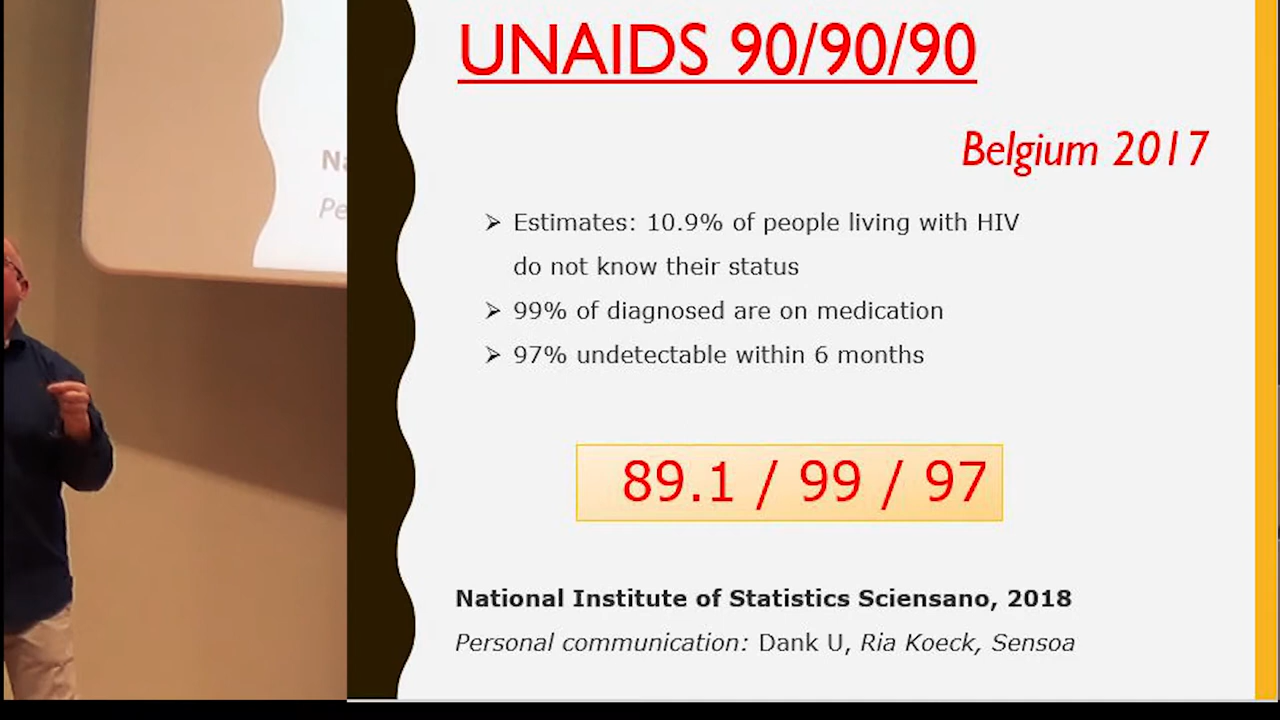 UNAIDS 90/90/90
Belgium 2017
➢ Estimates: 10.9% of people living with HIV
do not know their status
➢ 99% of diagnosed are on medication
➢ 97% undetectable within 6 months
89.1 / 99 / 97
National Institute of Statistics Sciensano, 2018
Personal communication: Dank U, Ria Koeck, Sensoa
Na
Pe